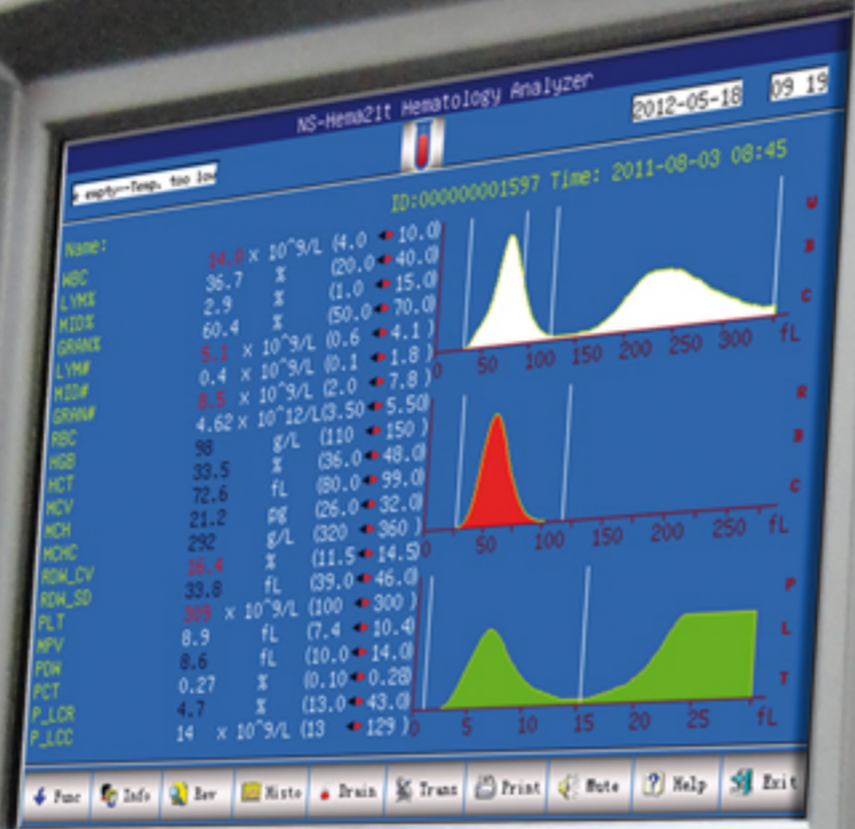 NS-Hema21t Hematology Analyzer
2012-05-18 09 19
e empty--Temp. too low
ID:000000001597 Time: 2011-08-03 08:45
Name:
WBC 14.0 × 10^9/L (4.0 10.0)
LYM% 36.7 % (20.0 40.0)
MID% 2.9 % (1.0 15.0)
GRAN% 60.4 % (50.0 70.0)
LYM# 5.1 × 10^9/L (0.6 4.1 )
MID# 0.4 × 10^9/L (0.1 1.8 )
GRAN# 8.5 × 10^9/L (2.0 7.8 )
RBC 4.62 × 10^12/L(3.50 5.50)
HGB 98 g/L (110 150 )
HCT 33.5 % (36.0 48.0)
MCV 72.6 fL (80.0 99.0)
MCH 21.2 pg (26.0 32.0)
MCHC 292 g/L (320 360 )
RDW_CV 16.4 % (11.5 14.5)
RDW_SD 33.8 fL (39.0 46.0)
PLT 309 × 10^9/L (100 300 )
MPV 8.9 fL (7.4 10.4)
PDW 8.6 fL (10.0 14.0)
PCT 0.27 % (0.10 0.28)
P_LCR 4.7 % (13.0 43.0)
P_LCC 14 × 10^9/L (13 129 )
WBC
0 50 100 150 200 250 300 fL
RBC
0 50 100 150 200 250 fL
PLT
0 5 10 15 20 25 fL
Func Info Rev Histo Drain Trans Print Mute Help Exit